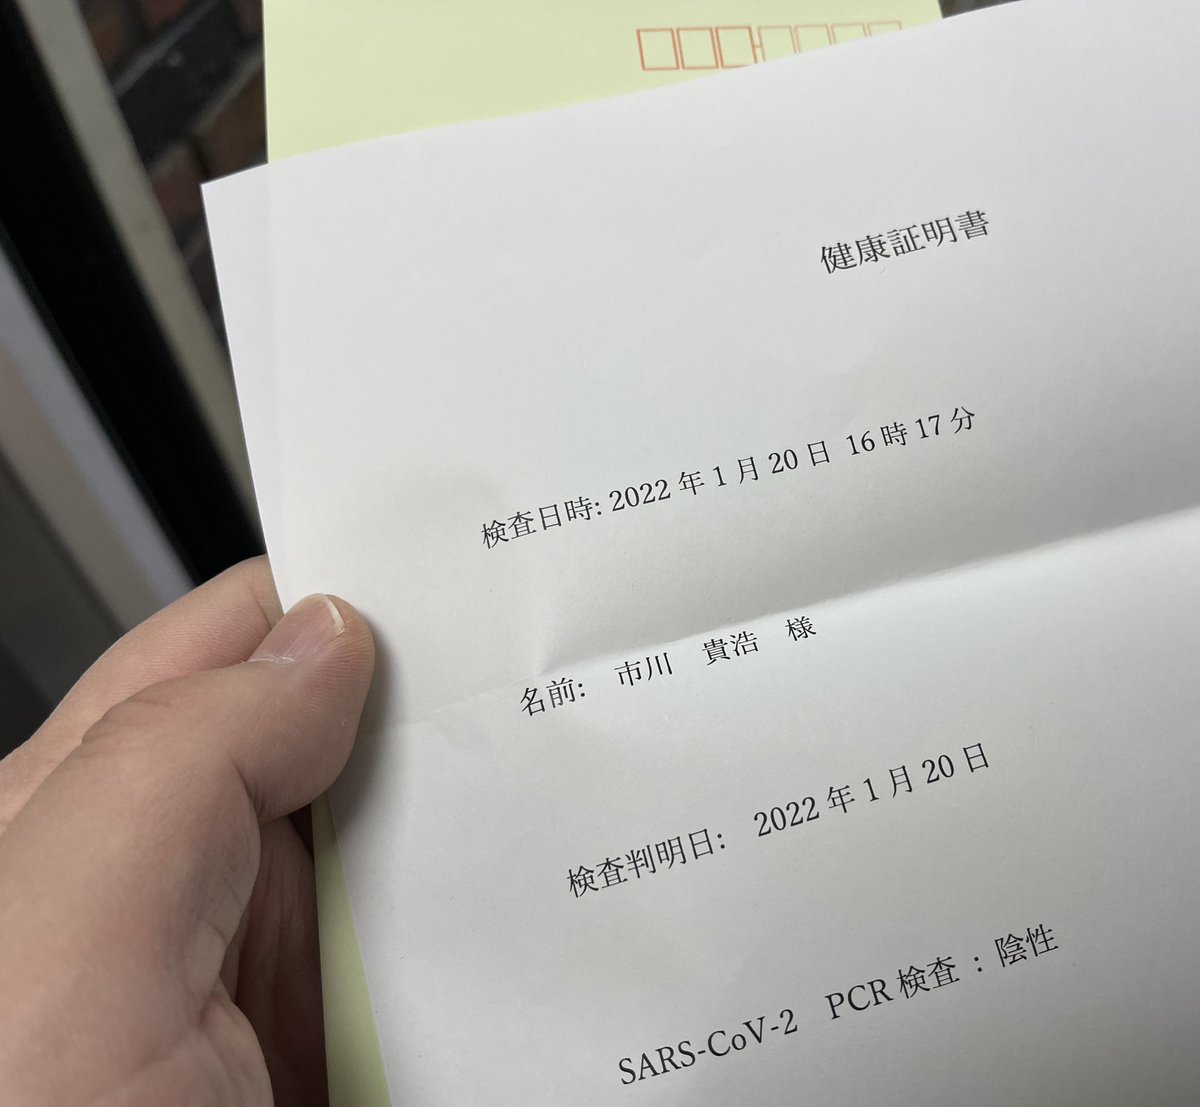 健康証明書
検査日時: 2022 年 1 月 20 日 16 時 17 分
名前:　市川　貴浩　様
検査判明日:　2022 年 1 月 20 日
SARS-CoV-2　PCR 検査 : 陰性